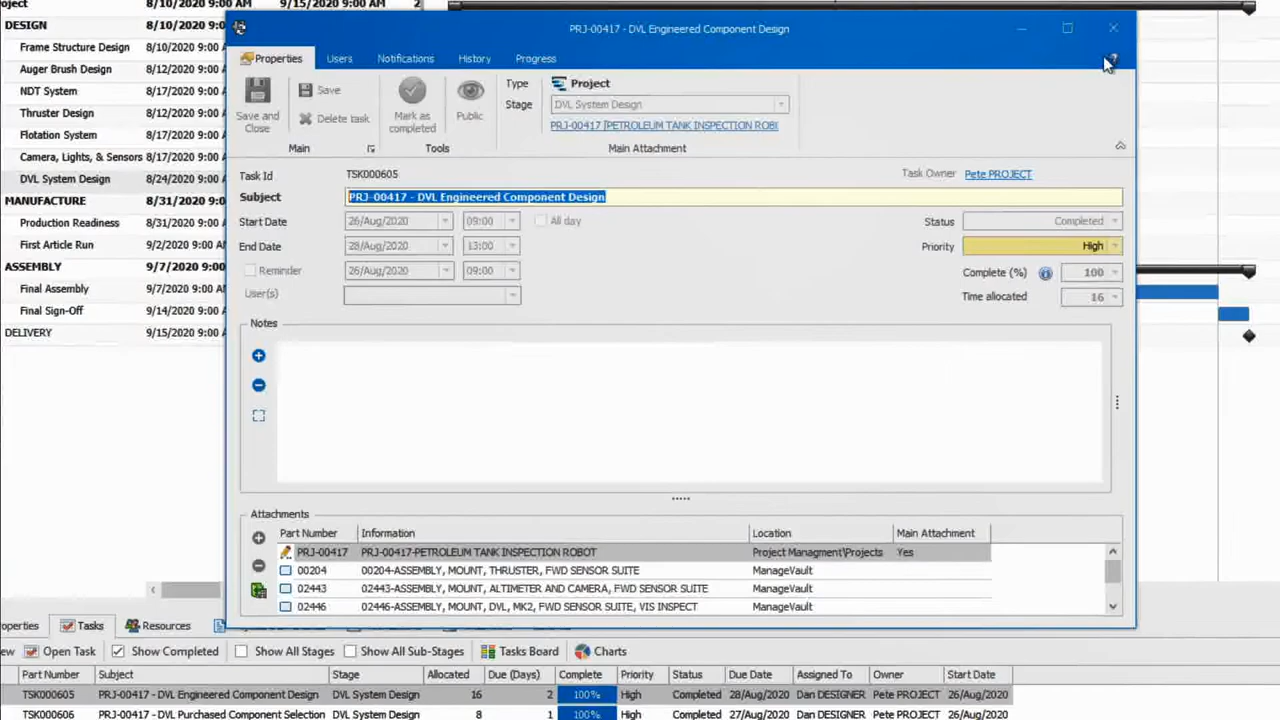 oject 8/10/2020 9:00 AM 9/15/2020 9:00 AM 2
DESIGN 8/10/2020 9:00 A
Frame Structure Design 8/10/2020 9:00 A
Auger Brush Design 8/12/2020 9:00 A
NDT System 8/17/2020 9:00 A
Thruster Design 8/12/2020 9:00 A
Flotation System 8/17/2020 9:00 A
Camera, Lights, & Sensors 8/17/2020 9:00 A
DVL System Design 8/24/2020 9:00 A
MANUFACTURE 8/31/2020 9:00 A
Production Readiness 8/31/2020 9:00 A
First Article Run 9/2/2020 9:00 AM
ASSEMBLY 9/7/2020 9:00 A
Final Assembly 9/7/2020 9:00 AM
Final Sign-Off 9/14/2020 9:00 A
DELIVERY 9/15/2020 9:00 A
PRJ-00417 - DVL Engineered Component Design
Properties Users Notifications History Progress
Save and Close
Save
Delete task
Main
Mark as completed
Public
Tools
Type Project
Stage DVL System Design
PRJ-00417 [PETROLEUM TANK INSPECTION ROBI
Main Attachment
Task Id TSK000605 Task Owner Pete PROJECT
Subject PRJ-00417 - DVL Engineered Component Design
Start Date 26/Aug/2020 09:00 All day Status Completed
End Date 28/Aug/2020 13:00 Priority High
Reminder 26/Aug/2020 09:00 Complete (%) 100
User(s) Time allocated 16
Notes
Attachments
Part Number Information Location Main Attachment
PRJ-00417 PRJ-00417-PETROLEUM TANK INSPECTION ROBOT Project Managment\Projects Yes
00204 00204-ASSEMBLY, MOUNT, THRUSTER, FWD SENSOR SUITE ManageVault
02443 02443-ASSEMBLY, MOUNT, ALTIMETER AND CAMERA, FWD SENSOR SUITE ManageVault
02446 02446-ASSEMBLY, MOUNT, DVL, MK2, FWD SENSOR SUITE, VIS INSPECT ManageVault
roperties Tasks Resources
ew Open Task Show Completed Show All Stages Show All Sub-Stages Tasks Board Charts
Part Number Subject Stage Allocated Due (Days) Complete Priority Status Due Date Assigned To Owner Start Date
TSK000605 PRJ-00417 - DVL Engineered Component Design DVL System Design 16 2 100% High Completed 28/Aug/2020 Dan DESIGNER Pete PROJECT 26/Aug/2020
TSK000606 PRJ-00417 - DVL Purchased Component Selection DVL System Design 8 1 100% High Completed 27/Aug/2020 Dan DESIGNER Pete PROJECT 26/Aug/2020